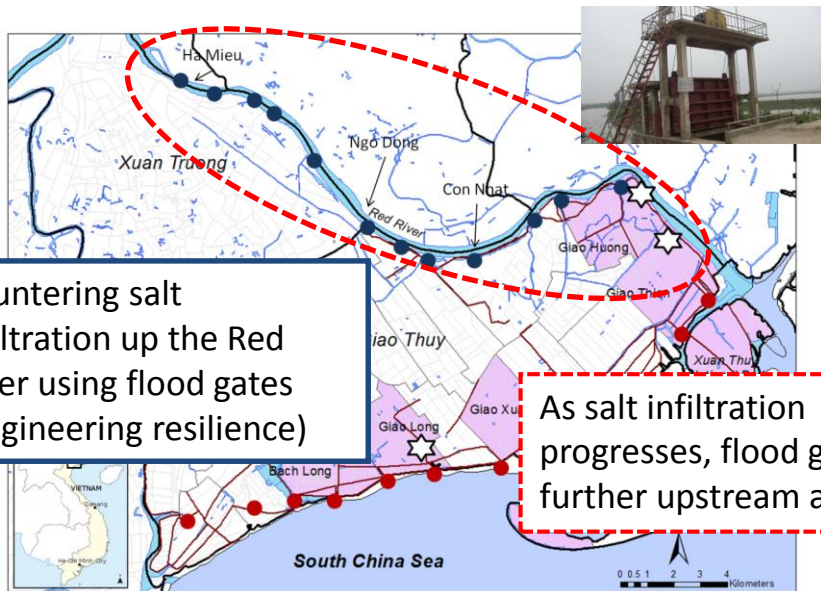 Ha Mieu
Xuan Truong
Ngo Dong
Con Nhat
Red River
Giao Huong
Giao Thien
untering salt
iltration up the Red
er using flood gates
gineering resilience)
iao Thuy
Xuan Thu
As salt infiltration
progresses, flood g
further upstream a
Giao Xu
Giao Long
Bach Long
VIETNAM
South China Sea
0 0.5 1 2 3 4
Kilometers